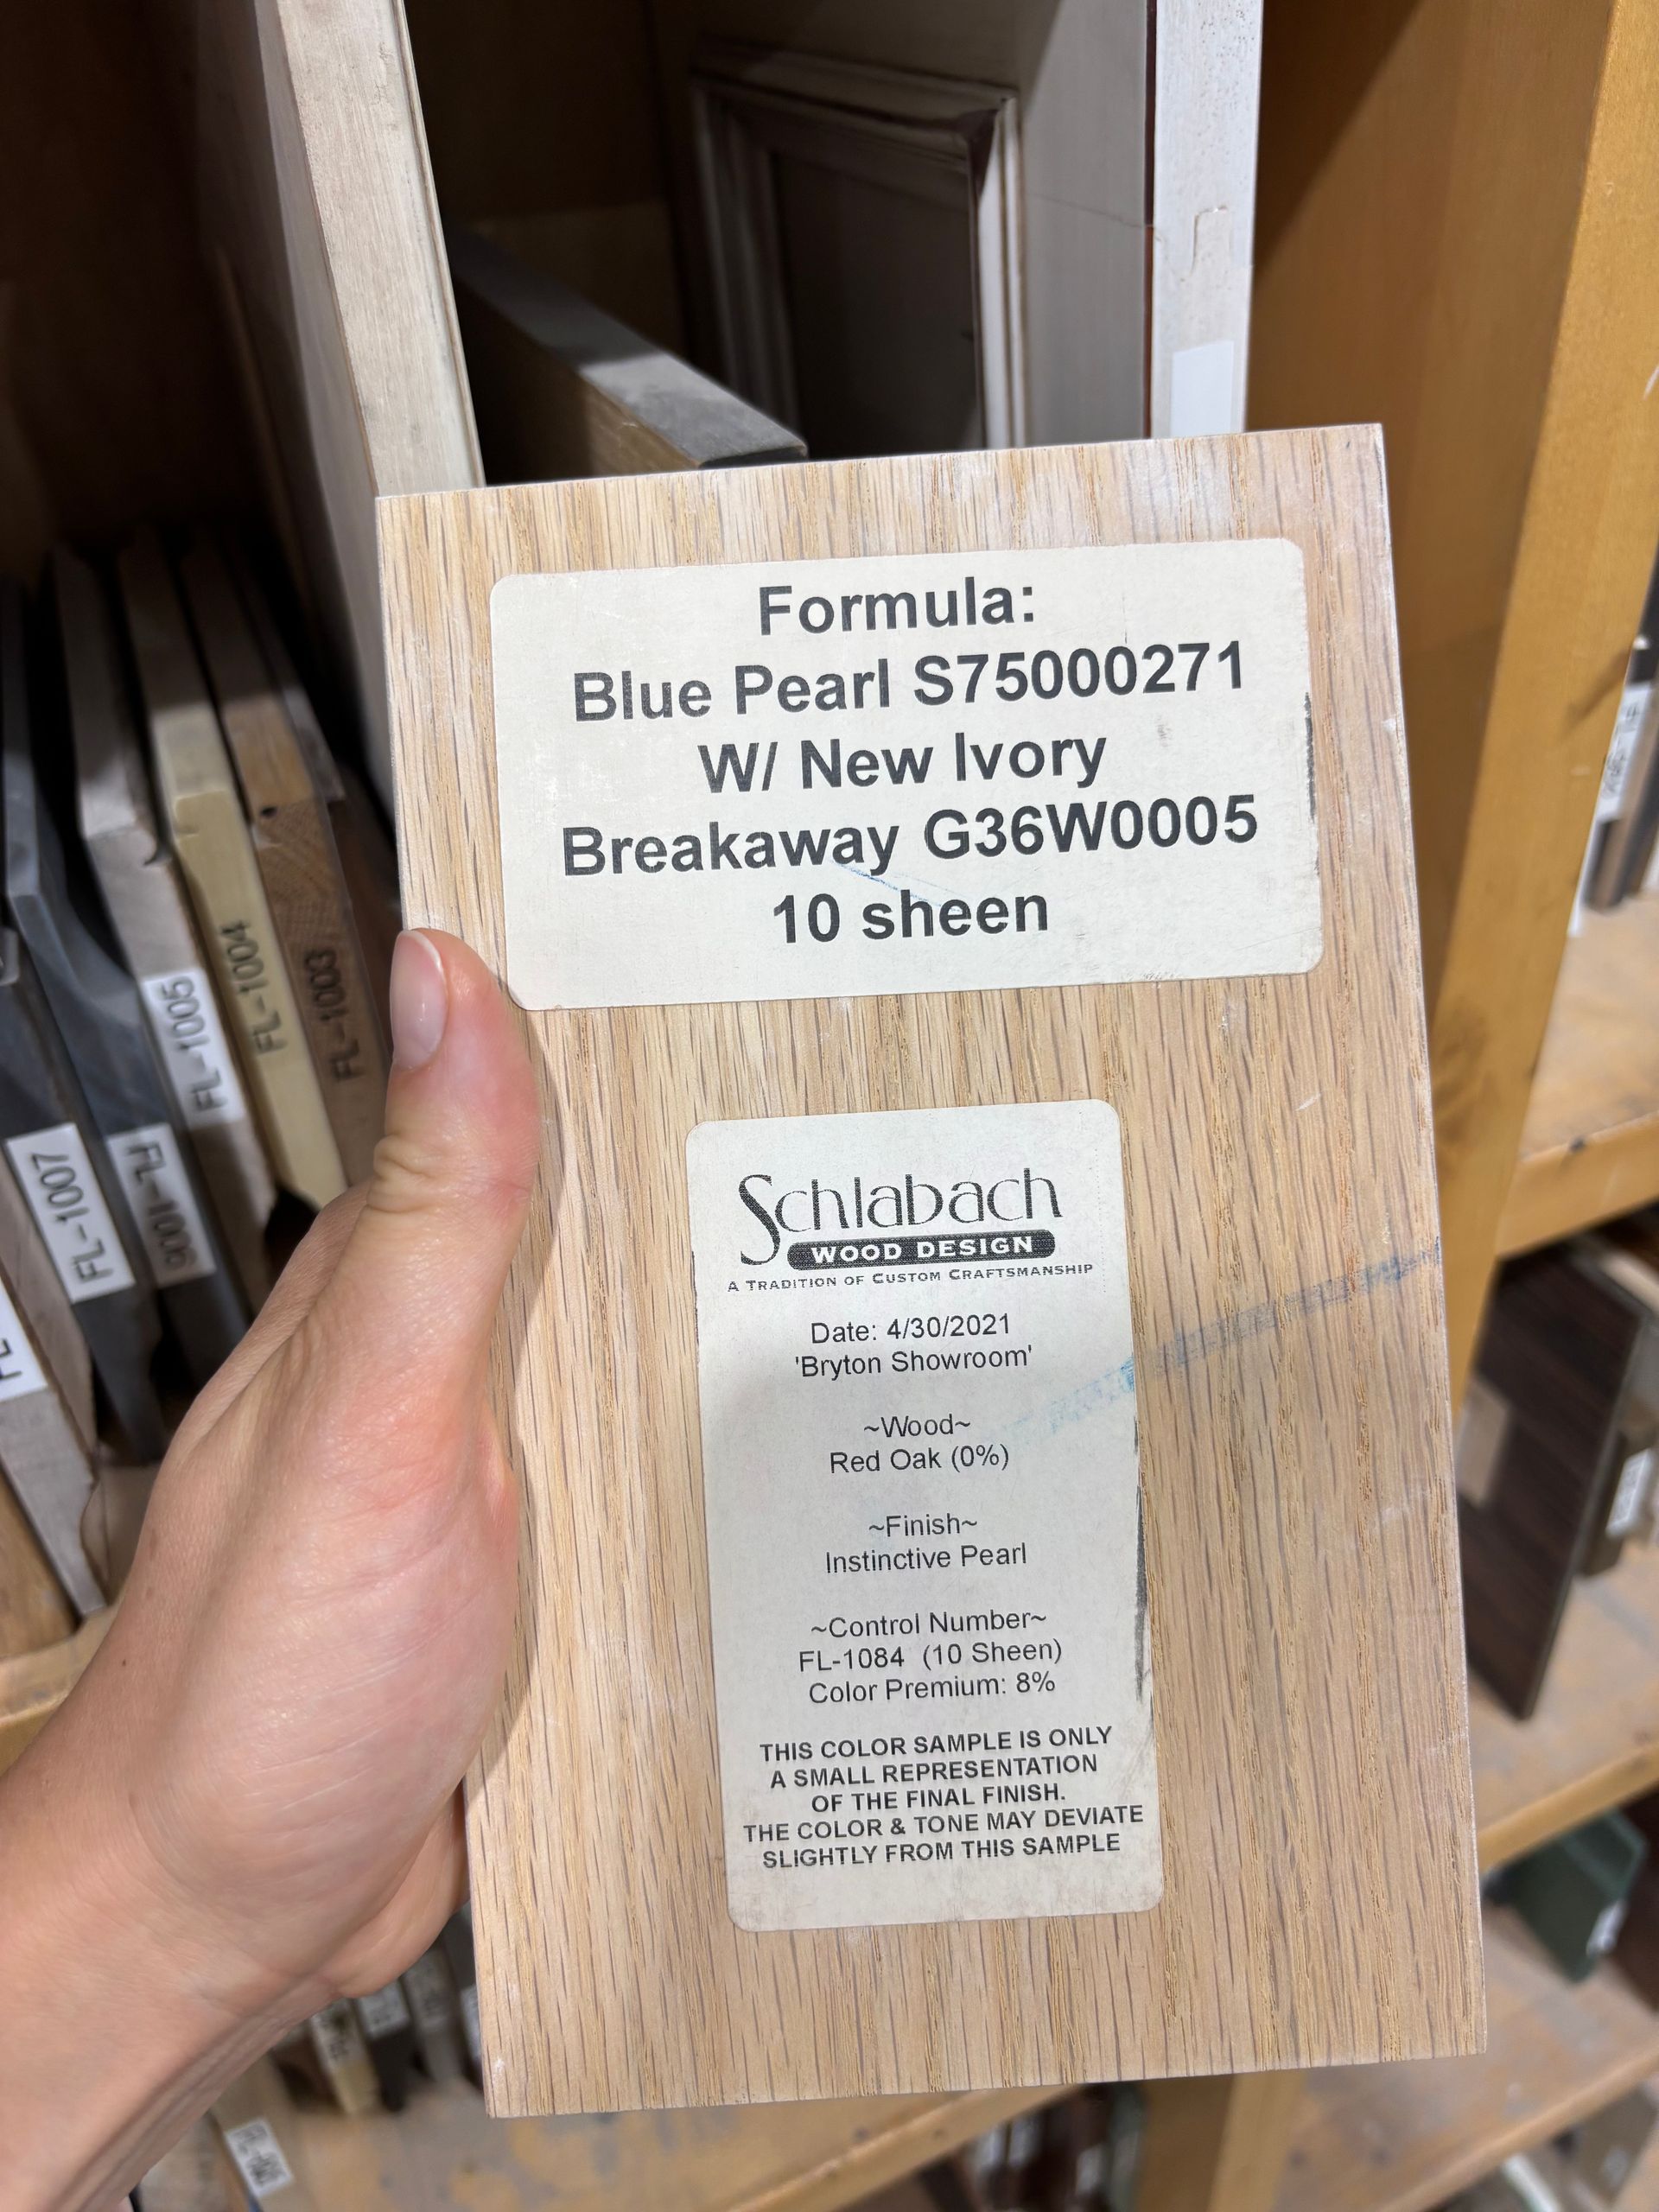 Formula:
Blue Pearl S75000271
W/ New Ivory
Breakaway G36W0005
10 sheen
Schlabach
WOOD DESIGN
A TRADITION OF CUSTOM CRAFTSMANSHIP
Date: 4/30/2021
'Bryton Showroom'
~Wood~
Red Oak (0%)
~Finish~
Instinctive Pearl
~Control Number~
FL-1084 (10 Sheen)
Color Premium: 8%
THIS COLOR SAMPLE IS ONLY
A SMALL REPRESENTATION
OF THE FINAL FINISH.
THE COLOR & TONE MAY DEVIATE
SLIGHTLY FROM THIS SAMPLE
FL-1007
FL-1006
FL-1005
FL-1004
FL-1003